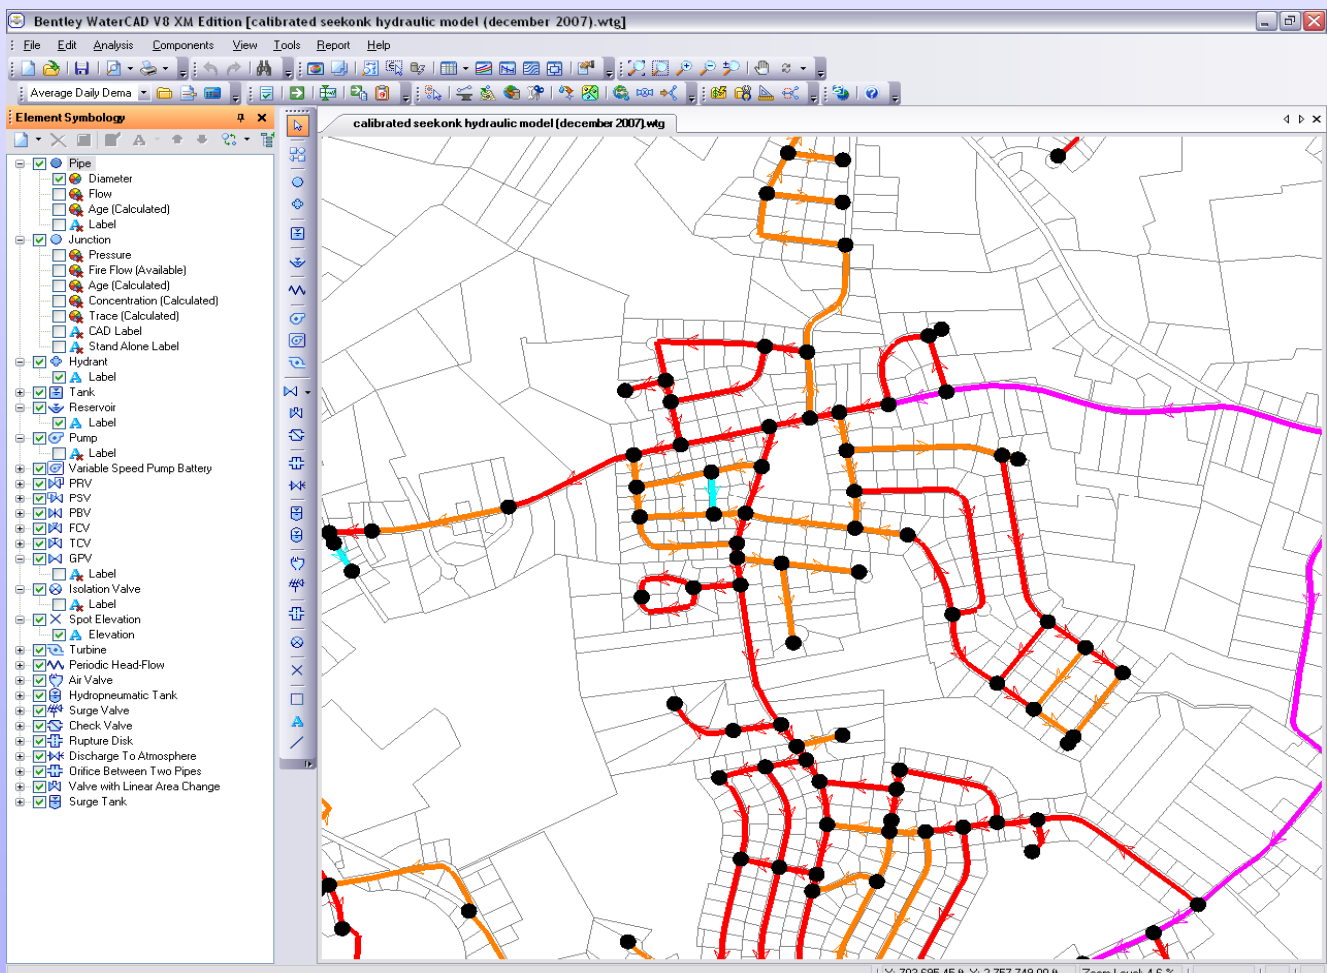 Bentley WaterCAD V8 XM Edition [calibrated seekonk hydraulic model (december 2007).wtg]
File Edit Analysis Components View Tools Report Help
Average Daily Dema
Element Symbology
calibrated seekonk hydraulic model (december 2007).wtg
Pipe
Diameter
Flow
Age (Calculated)
Label
Junction
Pressure
Fire Flow (Available)
Age (Calculated)
Concentration (Calculated)
Trace (Calculated)
CAD Label
Stand Alone Label
Hydrant
Label
Tank
Reservoir
Label
Pump
Label
Variable Speed Pump Battery
PRV
PSV
PBV
FCV
TCV
GPV
Label
Isolation Valve
Label
Spot Elevation
Elevation
Turbine
Periodic Head-Flow
Air Valve
Hydropneumatic Tank
Surge Valve
Check Valve
Rupture Disk
Discharge To Atmosphere
Orifice Between Two Pipes
Valve with Linear Area Change
Surge Tank